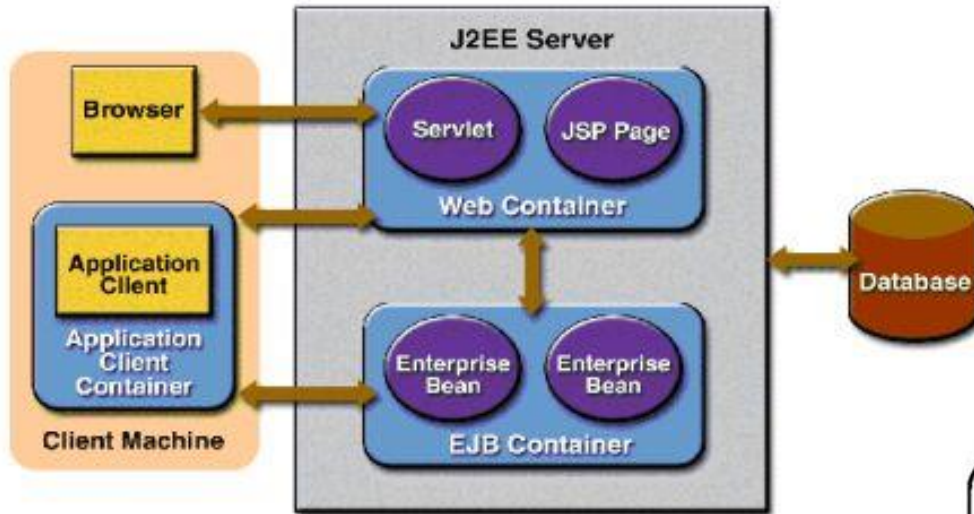 J2EE Server
Browser
Servlet
JSP Page
Web Container
Application
Client
Application
Client
Container
Client Machine
Enterprise
Bean
Enterprise
Bean
EJB Container
Database